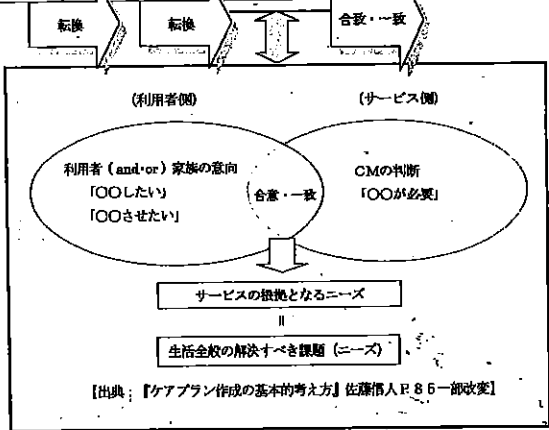 転換
転換
合致・一致
(利用者側)
(サービス側)
利用者(and・or)家族の意向
「〇〇したい」
「〇〇させたい」
合意・一致
CMの判断
「〇〇が必要」
サービスの根拠となるニーズ
||
生活全般の解決すべき課題(ニーズ)
【出典:『ケアプラン作成の基本的考え方』佐藤信人P.86一部改変】